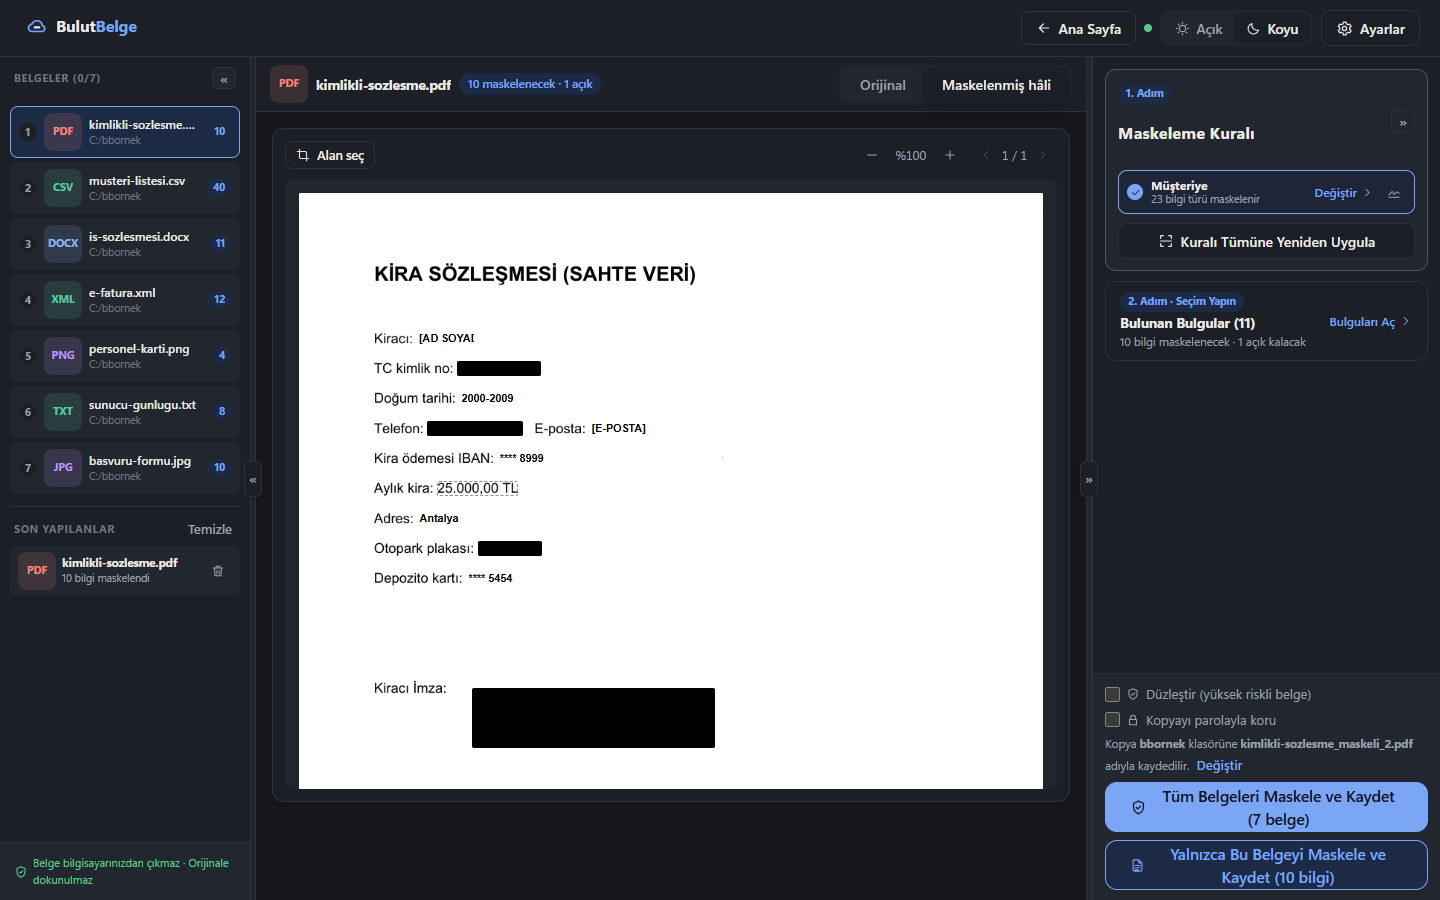 BulutBelge
Ana Sayfa
Açık
Koyu
Ayarlar
BELGELER (0/7)
«
1
PDF
kimlikli-sozlesme....
C:/bbornek
10
2
CSV
musteri-listesi.csv
C:/bbornek
40
3
DOCX
is-sozlesmesi.docx
C:/bbornek
11
4
XML
e-fatura.xml
C:/bbornek
12
5
PNG
personel-karti.png
C:/bbornek
4
6
TXT
sunucu-gunlugu.txt
C:/bbornek
8
7
JPG
basvuru-formu.jpg
C:/bbornek
10
SON YAPILANLAR
Temizle
PDF
kimlikli-sozlesme.pdf
10 bilgi maskelendi
Belge bilgisayarınızdan çıkmaz · Orijinale
dokunulmaz
«
PDF
kimlikli-sozlesme.pdf
10 maskelenecek · 1 açık
Orijinal
Maskelenmiş hâli
Alan seç
%100
1 / 1
KİRA SÖZLEŞMESİ (SAHTE VERİ)
Kiracı: [AD SOYA
TC kimlik no:
Doğum tarihi: 2000-2009
Telefon: E-posta: [E-POSTA]
Kira ödemesi IBAN: **** 8999
Aylık kira: 25.000,00 TL
Adres: Antalya
Otopark plakası:
Depozito kartı: **** 5454
Kiracı İmza:
»
1. Adım
»
Maskeleme Kuralı
Müşteriye
23 bilgi türü maskelenir
Değiştir
Kuralı Tümüne Yeniden Uygula
2. Adım · Seçim Yapın
Bulunan Bulgular (11)
Bulguları Aç
10 bilgi maskelenecek · 1 açık kalacak
Düzleştir (yüksek riskli belge)
Kopyayı parolayla koru
Kopya bbornek klasörüne kimlikli-sozlesme_maskeli_2.pdf
adıyla kaydedilir. Değiştir
Tüm Belgeleri Maskele ve Kaydet
(7 belge)
Yalnızca Bu Belgeyi Maskele ve
Kaydet (10 bilgi)